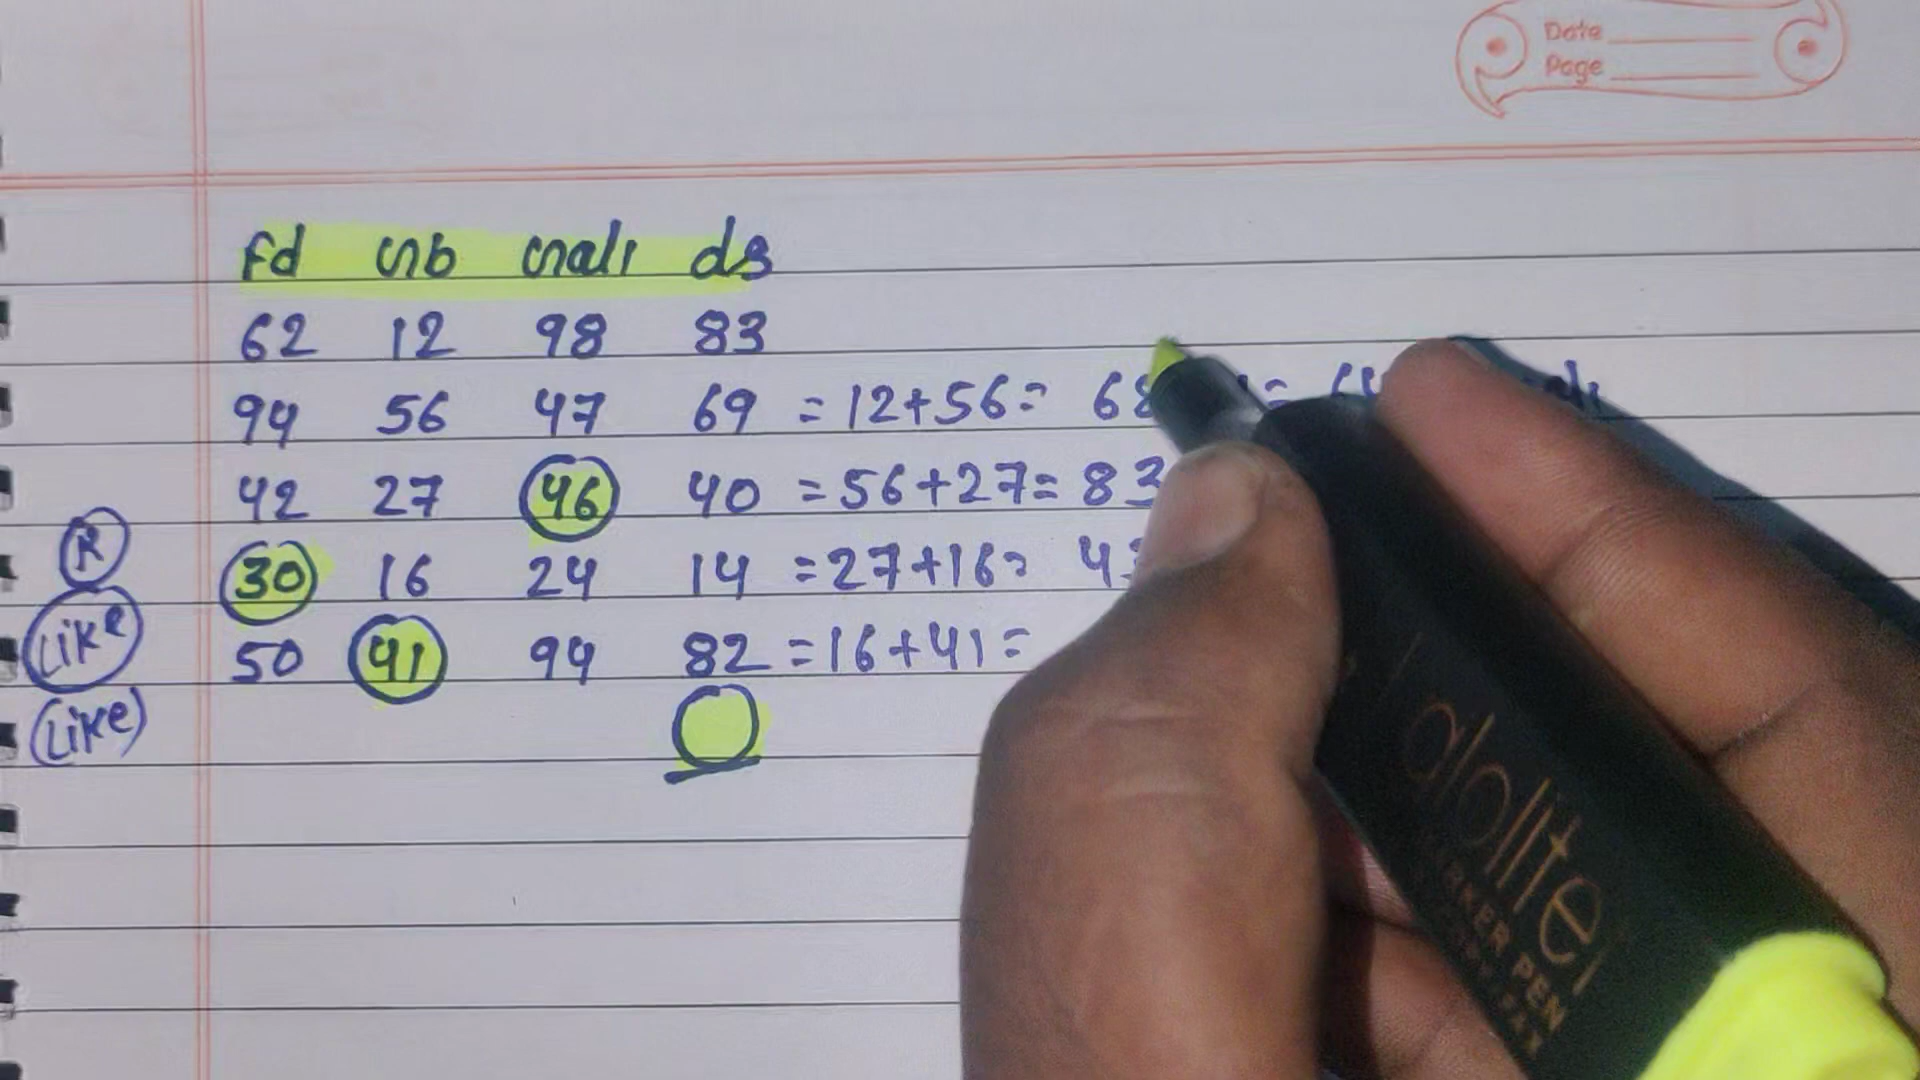 Date
Page
fd গb গali ds
62 12 98 83
94 56 47 69 = 12+56= 68
42 27 46 40 = 56+27= 83
30 16 24 14 = 27+16=
50 41 94 82 = 16+41=
R
Like
(Like)
MARKER PEN